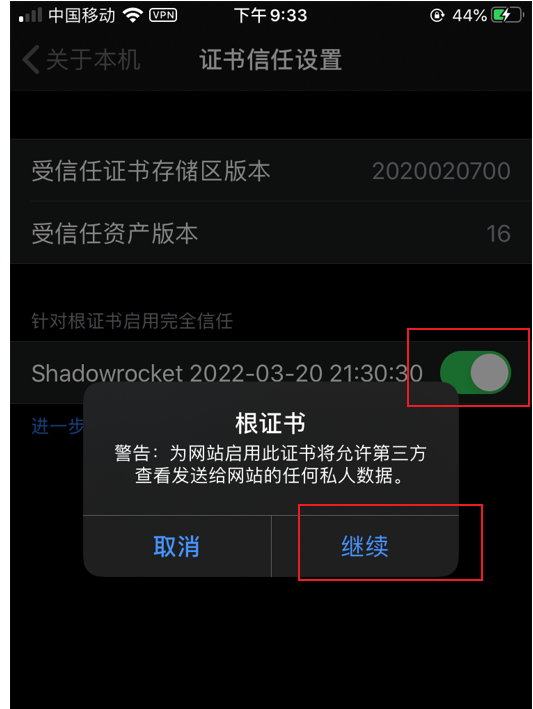 中国移动 VPN 下午9:33 44%
关于本机 证书信任设置
受信任证书存储区版本 2020020700
受信任资产版本 16
针对根证书启用完全信任
Shadowrocket 2022-03-20 21:30:30
进一步
根证书
警告：为网站启用此证书将允许第三方
查看发送给网站的任何私人数据。
取消 继续